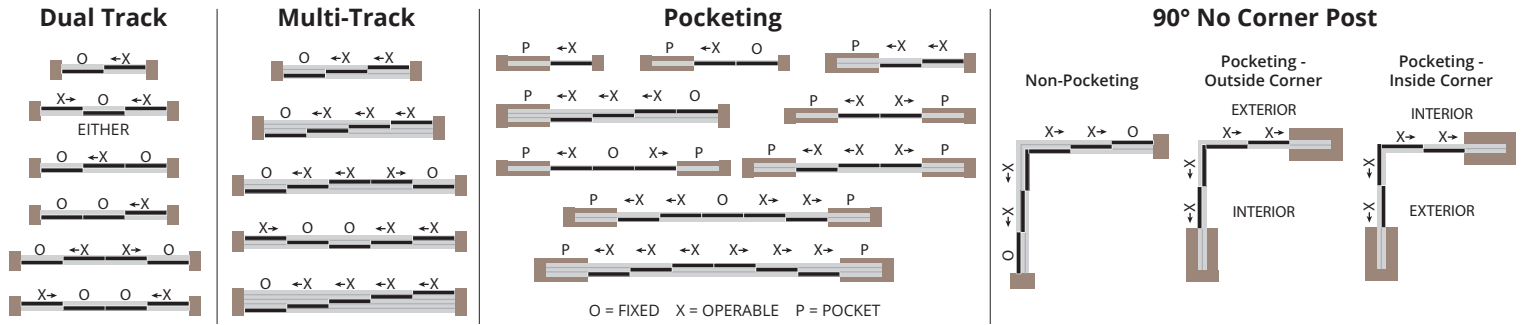 Dual Track
O ←X
X→ O ←X
EITHER
O ←X O
O O ←X
O ←X X→ O
X→ O O ←X
Multi-Track
O ←X ←X
O ←X ←X ←X
O ←X ←X X→ O
X→ O O ←X ←X
O ←X ←X ←X ←X
Pocketing
P ←X
P ←X O
P ←X ←X
P ←X ←X ←X O
P ←X X→ P
P ←X O X→ P
P ←X ←X X→ P
P ←X ←X O X→ X→ P
P ←X ←X ←X X→ X→ X→ P
O = FIXED X = OPERABLE P = POCKET
90° No Corner Post
Non-Pocketing
X→ X→ O
←X
←X
O
Pocketing -
Outside Corner
EXTERIOR
X→ X→
←X
←X
INTERIOR
Pocketing -
Inside Corner
INTERIOR
X→ X→
←X
←X
EXTERIOR